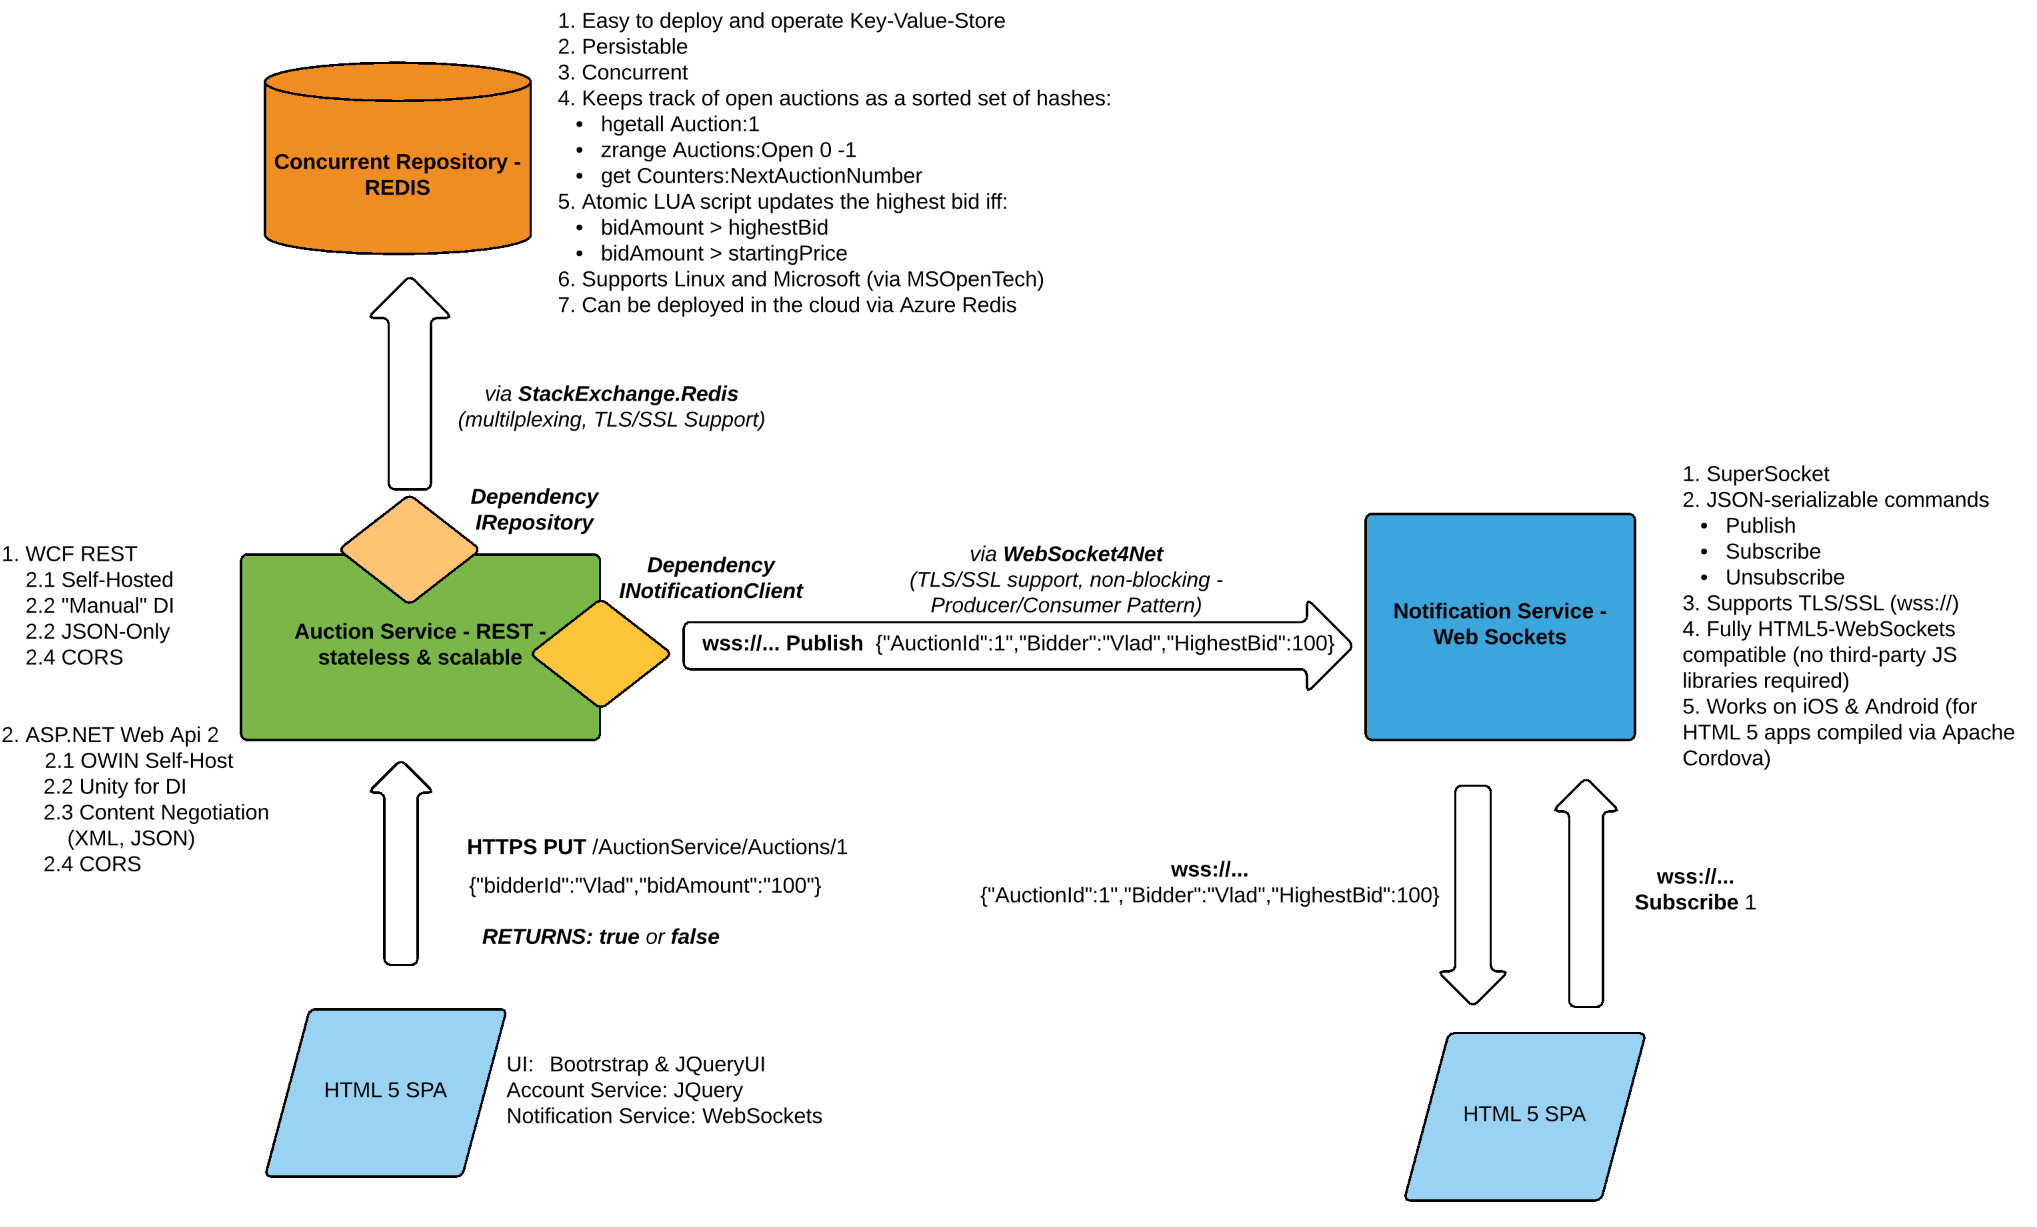 1. Easy to deploy and operate Key-Value-Store
2. Persistable
3. Concurrent
4. Keeps track of open auctions as a sorted set of hashes:
• hgetall Auction:1
• zrange Auctions:Open 0 -1
• get Counters:NextAuctionNumber
5. Atomic LUA script updates the highest bid iff:
• bidAmount > highestBid
• bidAmount > startingPrice
6. Supports Linux and Microsoft (via MSOpenTech)
7. Can be deployed in the cloud via Azure Redis
Concurrent Repository -
REDIS
via StackExchange.Redis
(multilplexing, TLS/SSL Support)
Dependency
IRepository
1. WCF REST
2.1 Self-Hosted
2.2 "Manual" DI
2.2 JSON-Only
2.4 CORS
2. ASP.NET Web Api 2
2.1 OWIN Self-Host
2.2 Unity for DI
2.3 Content Negotiation
(XML, JSON)
2.4 CORS
Auction Service - REST -
stateless & scalable
Dependency
INotificationClient
via WebSocket4Net
(TLS/SSL support, non-blocking -
Producer/Consumer Pattern)
wss://... Publish {"AuctionId":1","Bidder":"Vlad","HighestBid":100}
Notification Service -
Web Sockets
1. SuperSocket
2. JSON-serializable commands
• Publish
• Subscribe
• Unsubscribe
3. Supports TLS/SSL (wss://)
4. Fully HTML5-WebSockets
compatible (no third-party JS
libraries required)
5. Works on iOS & Android (for
HTML 5 apps compiled via Apache
Cordova)
HTTPS PUT /AuctionService/Auctions/1
{"bidderId":"Vlad","bidAmount":"100"}
RETURNS: true or false
wss://...
{"AuctionId":1","Bidder":"Vlad","HighestBid":100}
wss://...
Subscribe 1
HTML 5 SPA
UI: Bootrstrap & JQueryUI
Account Service: JQuery
Notification Service: WebSockets
HTML 5 SPA